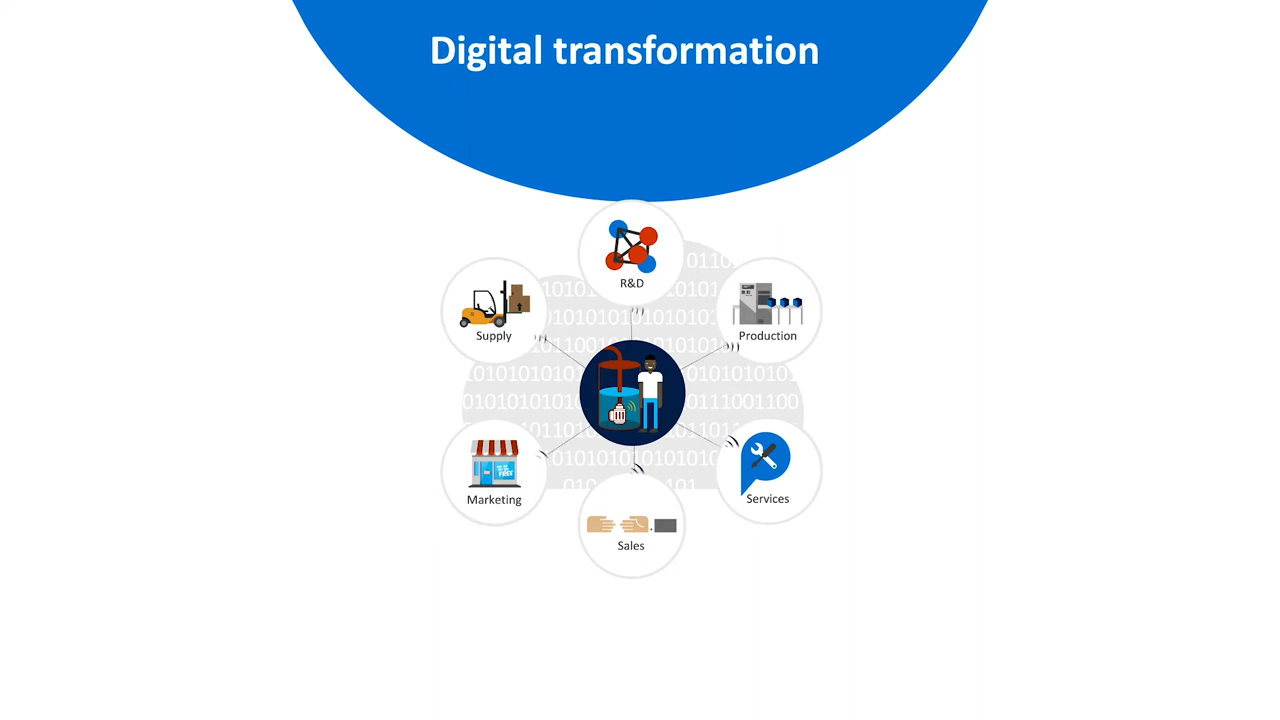 Digital transformation
R&D
Supply
Production
Marketing
Services
Sales